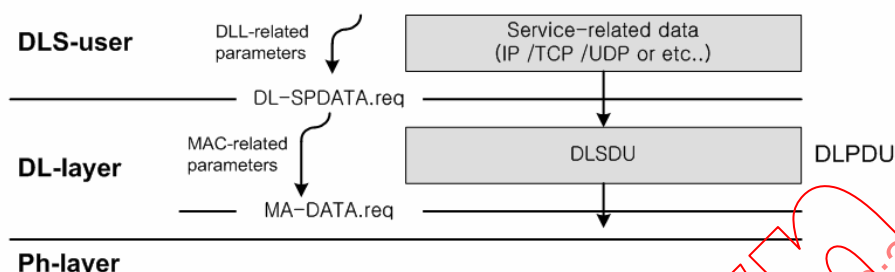 DLS-user
DLL-related
parameters
Service-related data
(IP /TCP /UDP or etc..)
DL-SPDATA.req
DL-layer
MAC-related
parameters
DLSDU
DLPDU
MA-DATA.req
Ph-layer